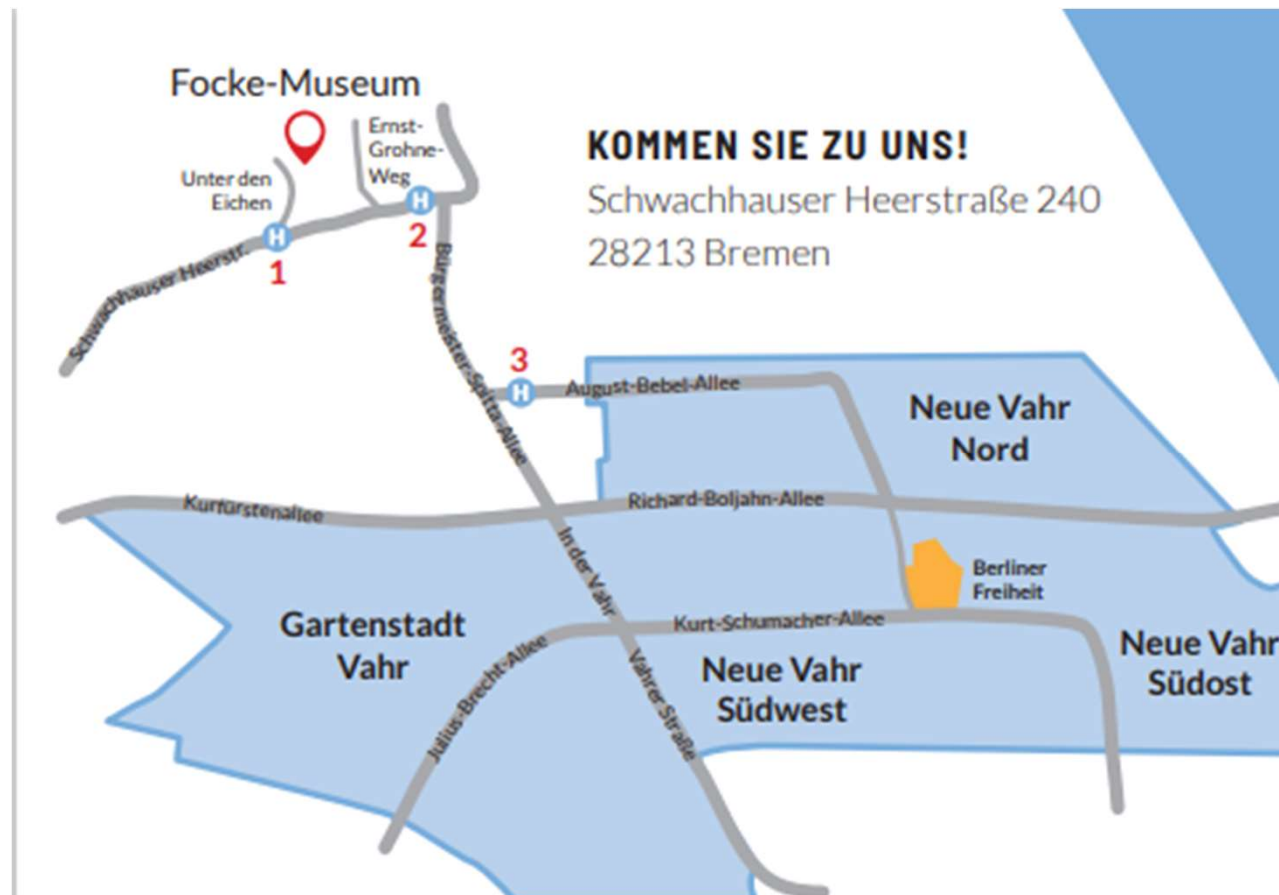 Focke-Museum
Ernst-
Grohne-
Weg
Unter den
Eichen
H
H
1
2
Schwachhauser Heerstr.
KOMMEN SIE ZU UNS!
Schwachhauser Heerstraße 240
28213 Bremen
Bürgermeister-Spitta-Allee
3
H
August-Bebel-Allee
Neue Vahr
Nord
Kurfürstenallee
Richard-Boljahn-Allee
In der Vahr
Berliner
Freiheit
Gartenstadt
Vahr
Kurt-Schumacher-Allee
Julius-Brecht-Allee
Vahrer Straße
Neue Vahr
Südwest
Neue Vahr
Südost